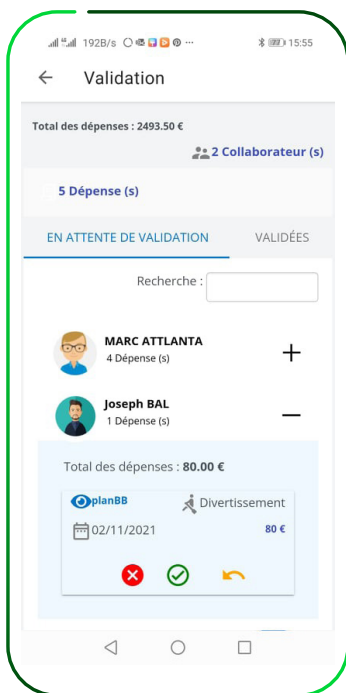 192B/s ... 15:55
Validation
Total des dépenses : 2493.50 €
2 Collaborateur (s)
5 Dépense (s)
EN ATTENTE DE VALIDATION VALIDÉES
Recherche :
MARC ATTLANTA
4 Dépense (s)
Joseph BAL
1 Dépense (s)
Total des dépenses : 80.00 €
planBB Divertissement
02/11/2021 80 €